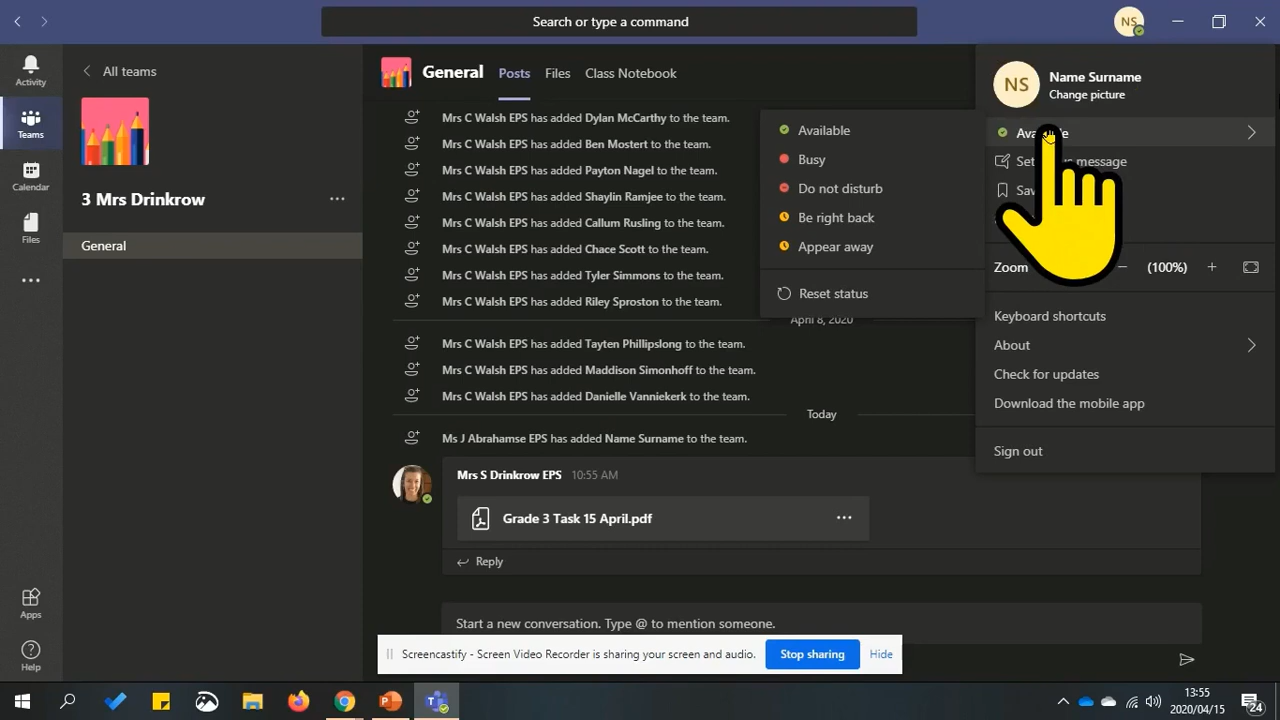 Search or type a command
NS
Activity
Teams
Calendar
Files
Apps
Help
All teams
3 Mrs Drinkrow
General
General
Posts
Files
Class Notebook
Mrs C Walsh EPS has added Dylan McCarthy to the team.
Mrs C Walsh EPS has added Ben Mostert to the team.
Mrs C Walsh EPS has added Payton Nagel to the team.
Mrs C Walsh EPS has added Shaylin Ramjee to the team.
Mrs C Walsh EPS has added Callum Rusling to the team.
Mrs C Walsh EPS has added Chace Scott to the team.
Mrs C Walsh EPS has added Tyler Simmons to the team.
Mrs C Walsh EPS has added Riley Sproston to the team.
April 8, 2020
Mrs C Walsh EPS has added Tayten Phillipslong to the team.
Mrs C Walsh EPS has added Maddison Simonhoff to the team.
Mrs C Walsh EPS has added Danielle Vanniekerk to the team.
Today
Ms J Abrahamse EPS has added Name Surname to the team.
Mrs S Drinkrow EPS 10:55 AM
Grade 3 Task 15 April.pdf
Reply
Start a new conversation. Type @ to mention someone.
Available
Busy
Do not disturb
Be right back
Appear away
Reset status
NS
Name Surname
Change picture
message
Zoom
(100%)
Keyboard shortcuts
About
Check for updates
Download the mobile app
Sign out
Screencastify - Screen Video Recorder is sharing your screen and audio.
Stop sharing
Hide
13:55
2020/04/15
24